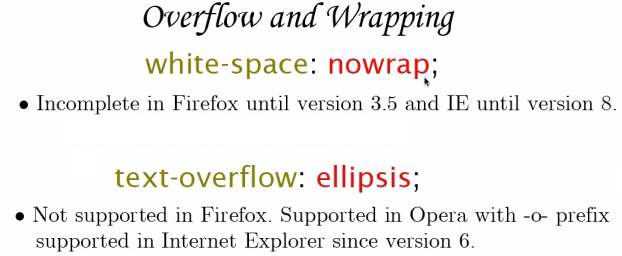 Overflow and Wrapping
white-space: nowrap;
• Incomplete in Firefox until version 3.5 and IE until version 8.
text-overflow: ellipsis;
• Not supported in Firefox. Supported in Opera with -o- prefix
supported in Internet Explorer since version 6.